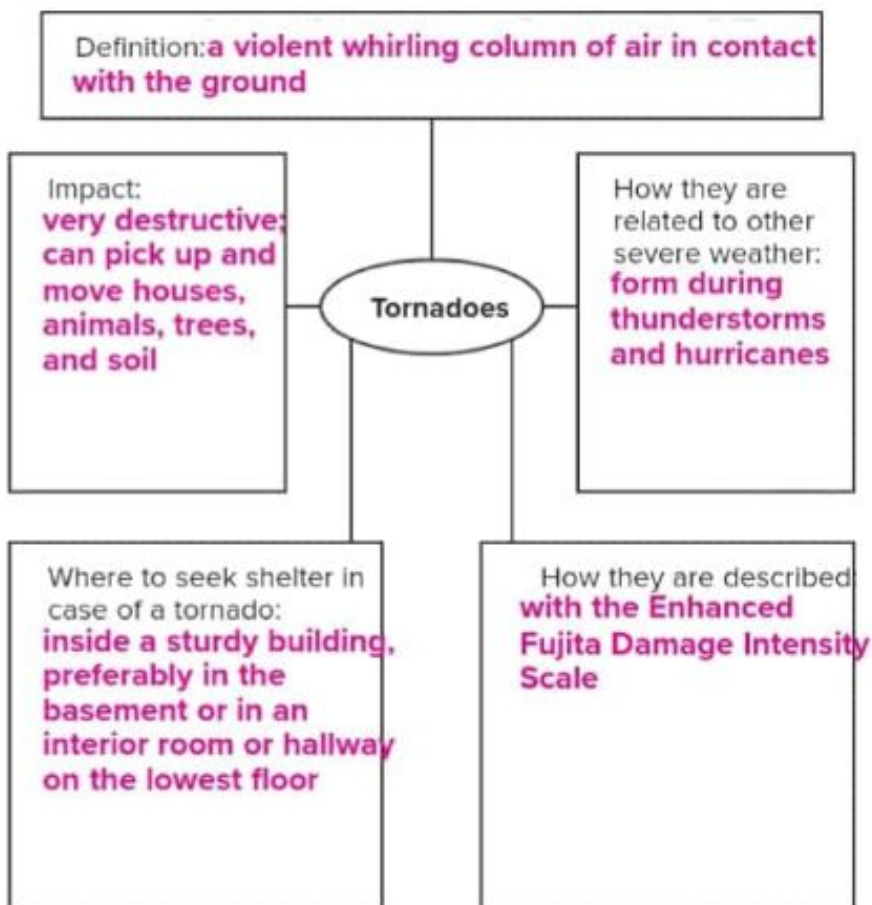 Definition:a violent whirling column of air in contact
with the ground
Impact:
very destructive;
can pick up and
move houses,
animals, trees,
and soil
How they are
related to other
severe weather:
form during
thunderstorms
and hurricanes
Tornadoes
Where to seek shelter in
case of a tornado:
inside a sturdy building,
preferably in the
basement or in an
interior room or hallway
on the lowest floor
How they are described:
with the Enhanced
Fujita Damage Intensity
Scale